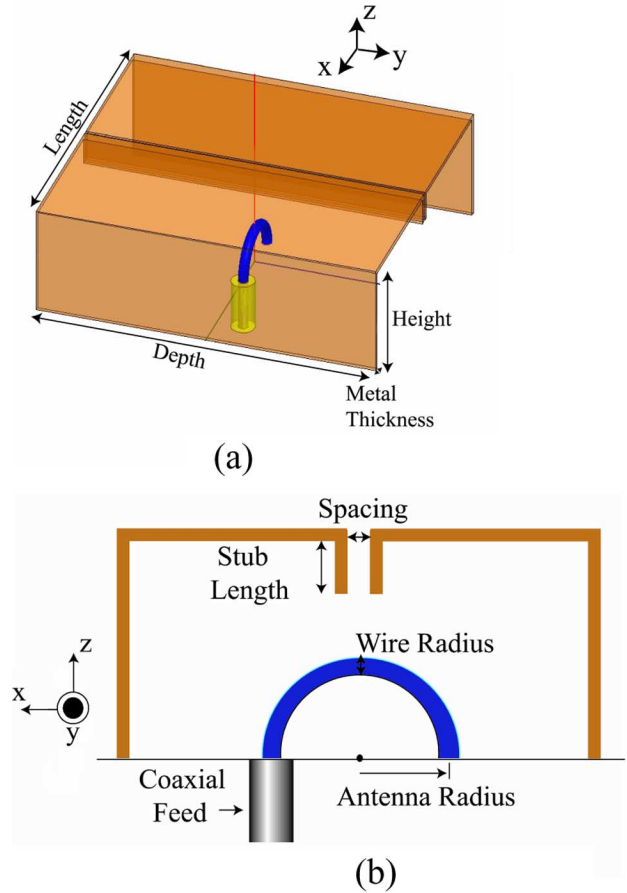 z
x
y
Length
Height
Depth
Metal
Thickness
(a)
Spacing
Stub
Length
Wire Radius
z
x
y
Coaxial
Feed
Antenna Radius
(b)